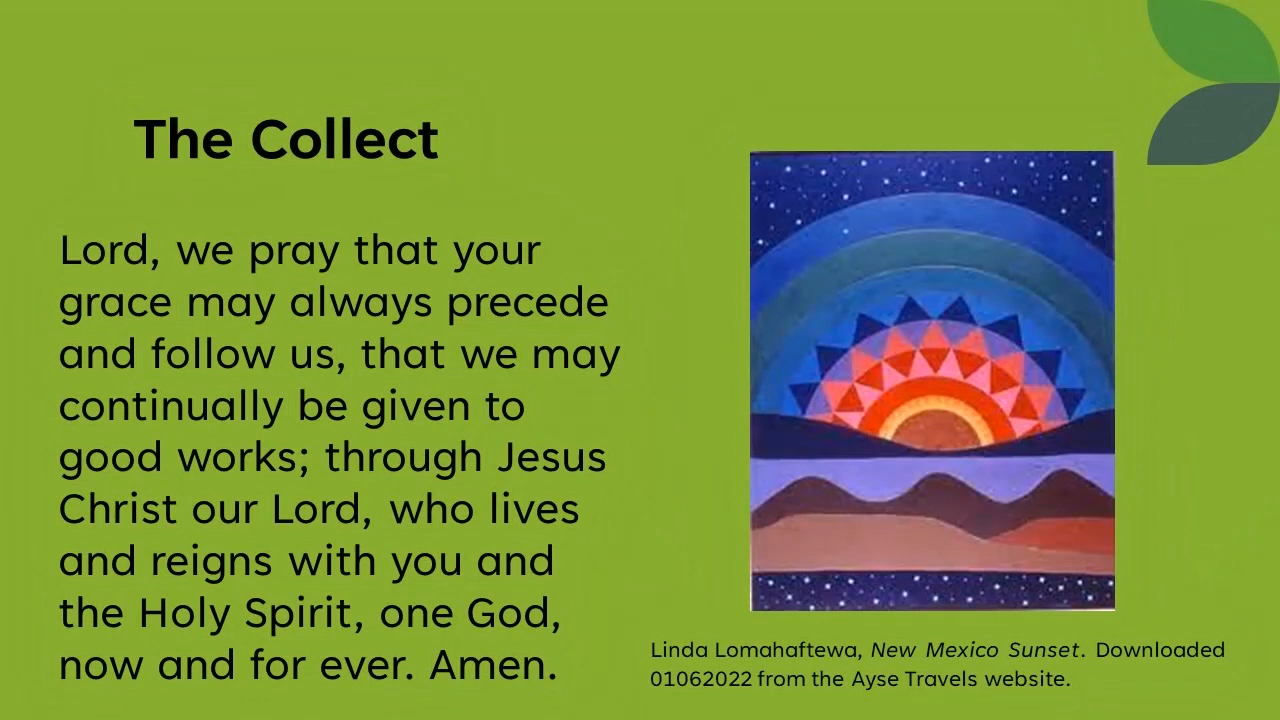 The Collect
Lord, we pray that your
grace may always precede
and follow us, that we may
continually be given to
good works; through Jesus
Christ our Lord, who lives
and reigns with you and
the Holy Spirit, one God,
now and for ever. Amen.
Linda Lomahaftewa, New Mexico Sunset. Downloaded
01062022 from the Ayse Travels website.